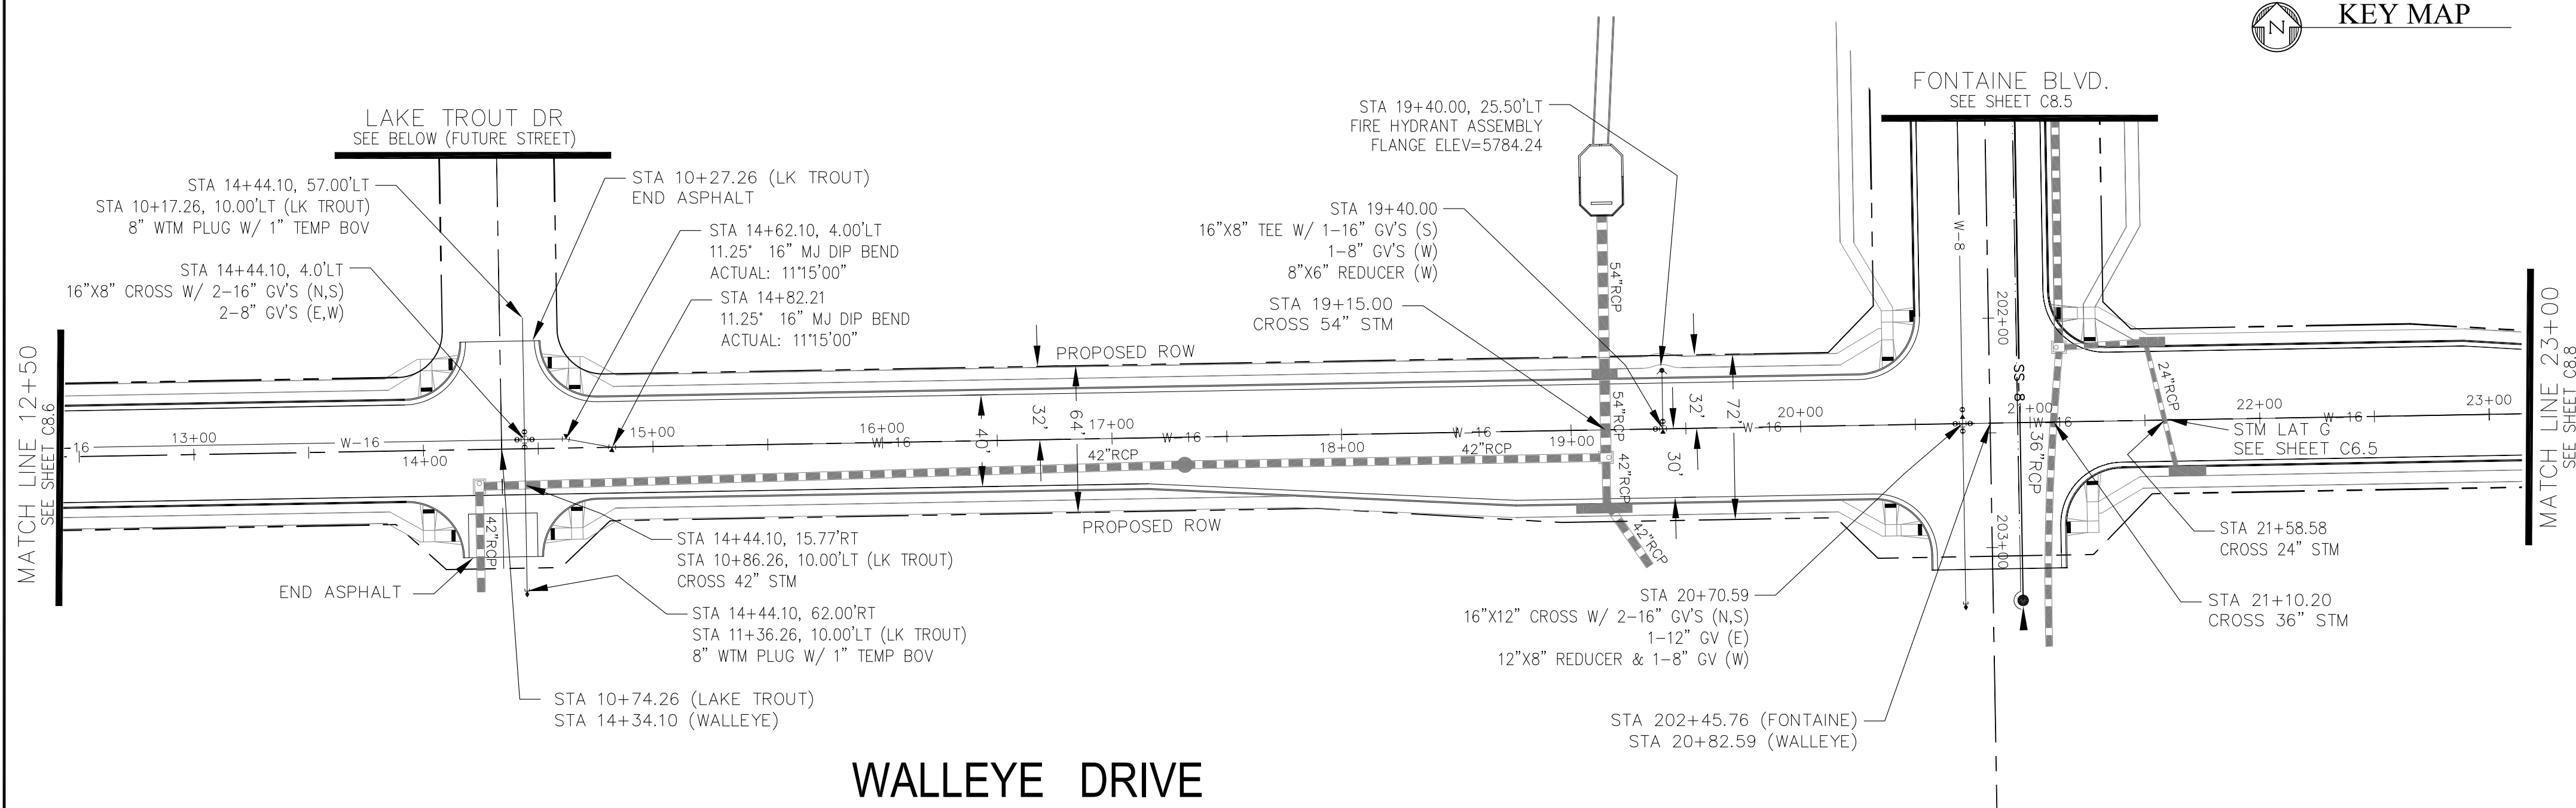 KEY MAP
N
FONTAINE BLVD.
SEE SHEET C8.5
LAKE TROUT DR
SEE BELOW (FUTURE STREET)
STA 19+40.00, 25.50'LT
FIRE HYDRANT ASSEMBLY
FLANGE ELEV=5784.24
STA 14+44.10, 57.00'LT
STA 10+17.26, 10.00'LT (LK TROUT)
8" WTM PLUG W/ 1" TEMP BOV
STA 10+27.26 (LK TROUT)
END ASPHALT
STA 14+62.10, 4.00'LT
11.25° 16" MJ DIP BEND
ACTUAL: 11°15'00"
STA 14+44.10, 4.0'LT
16"X8" CROSS W/ 2-16" GV'S (N,S)
2-8" GV'S (E,W)
STA 14+82.21
11.25° 16" MJ DIP BEND
ACTUAL: 11°15'00"
STA 19+40.00
16"X8" TEE W/ 1-16" GV'S (S)
1-8" GV'S (W)
8"X6" REDUCER (W)
STA 19+15.00
CROSS 54" STM
54"RCP
54"RCP
42"RCP
42"RCP
W-8
202+00
SS-8
203+00
36"RCP
24"RCP
PROPOSED ROW
MATCH LINE 12+50
SEE SHEET C8.6
MATCH LINE 23+00
SEE SHEET C8.8
-16
13+00
W-16
14+00
15+00
16+00
W-16
17+00
W-16
18+00
W-16
19+00
W-16
20+00
21+00
W-16
22+00
W-16
23+00
32'
64'
40'
32'
72'
30'
42"RCP
42"RCP
42"RCP
STM LAT G
SEE SHEET C6.5
PROPOSED ROW
STA 14+44.10, 15.77'RT
STA 10+86.26, 10.00'LT (LK TROUT)
CROSS 42" STM
END ASPHALT
STA 14+44.10, 62.00'RT
STA 11+36.26, 10.00'LT (LK TROUT)
8" WTM PLUG W/ 1" TEMP BOV
STA 10+74.26 (LAKE TROUT)
STA 14+34.10 (WALLEYE)
STA 21+58.58
CROSS 24" STM
STA 20+70.59
16"X12" CROSS W/ 2-16" GV'S (N,S)
1-12" GV (E)
12"X8" REDUCER & 1-8" GV (W)
STA 21+10.20
CROSS 36" STM
STA 202+45.76 (FONTAINE)
STA 20+82.59 (WALLEYE)
WALLEYE DRIVE